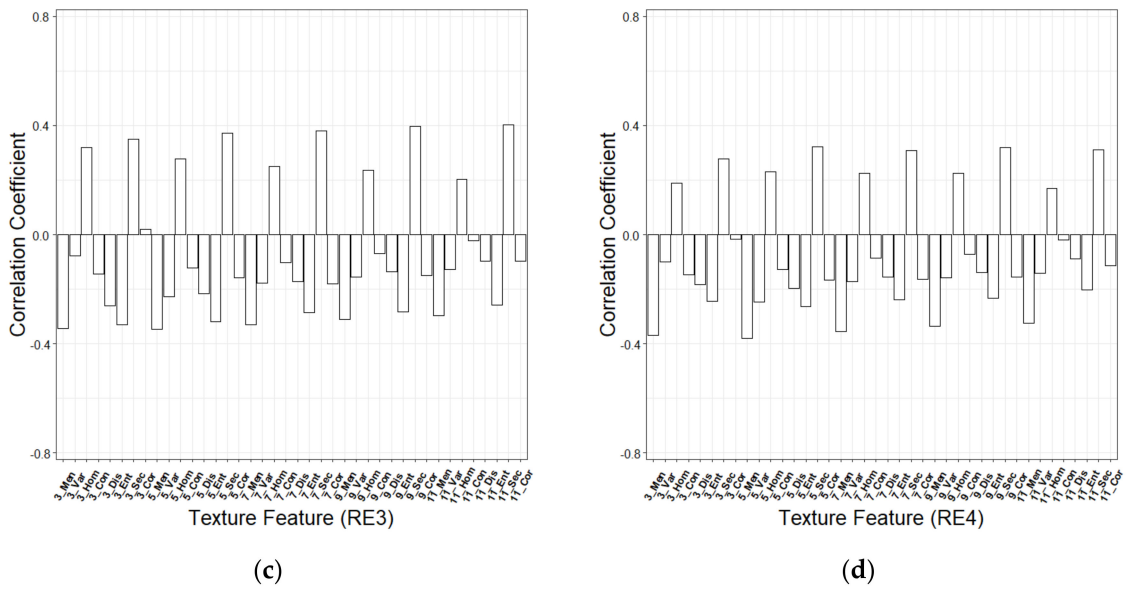 0.8
0.4
0.0
-0.4
-0.8
Correlation Coefficient
3_Men
3_Var
3_Hom
3_Con
3_Dis
3_Ent
3_Sec
3_Cor
5_Men
5_Var
5_Hom
5_Con
5_Dis
5_Ent
5_Sec
5_Cor
7_Men
7_Var
7_Hom
7_Con
7_Dis
7_Ent
7_Sec
7_Cor
9_Men
9_Var
9_Hom
9_Con
9_Dis
9_Ent
9_Sec
9_Cor
11_Men
11_Var
11_Hom
11_Con
11_Dis
11_Ent
11_Sec
11_Cor
Texture Feature (RE3)
(c)
0.8
0.4
0.0
-0.4
-0.8
Correlation Coefficient
3_Men
3_Var
3_Hom
3_Con
3_Dis
3_Ent
3_Sec
3_Cor
5_Men
5_Var
5_Hom
5_Con
5_Dis
5_Ent
5_Sec
5_Cor
7_Men
7_Var
7_Hom
7_Con
7_Dis
7_Ent
7_Sec
7_Cor
9_Men
9_Var
9_Hom
9_Con
9_Dis
9_Ent
9_Sec
9_Cor
11_Men
11_Var
11_Hom
11_Con
11_Dis
11_Ent
11_Sec
11_Cor
Texture Feature (RE4)
(d)